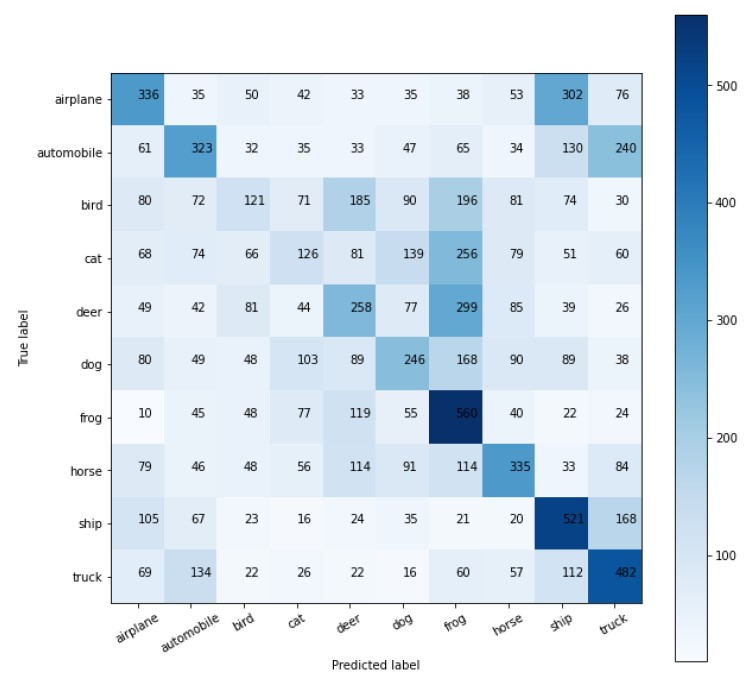 airplane 336 35 50 42 33 35 38 53 302 76
automobile 61 323 32 35 33 47 65 34 130 240
bird 80 72 121 71 185 90 196 81 74 30
cat 68 74 66 126 81 139 256 79 51 60
deer 49 42 81 44 258 77 299 85 39 26
dog 80 49 48 103 89 246 168 90 89 38
frog 10 45 48 77 119 55 560 40 22 24
horse 79 46 48 56 114 91 114 335 33 84
ship 105 67 23 16 24 35 21 20 521 168
truck 69 134 22 26 22 16 60 57 112 482
airplane automobile bird cat deer dog frog horse ship truck
True label
Predicted label
500
400
300
200
100